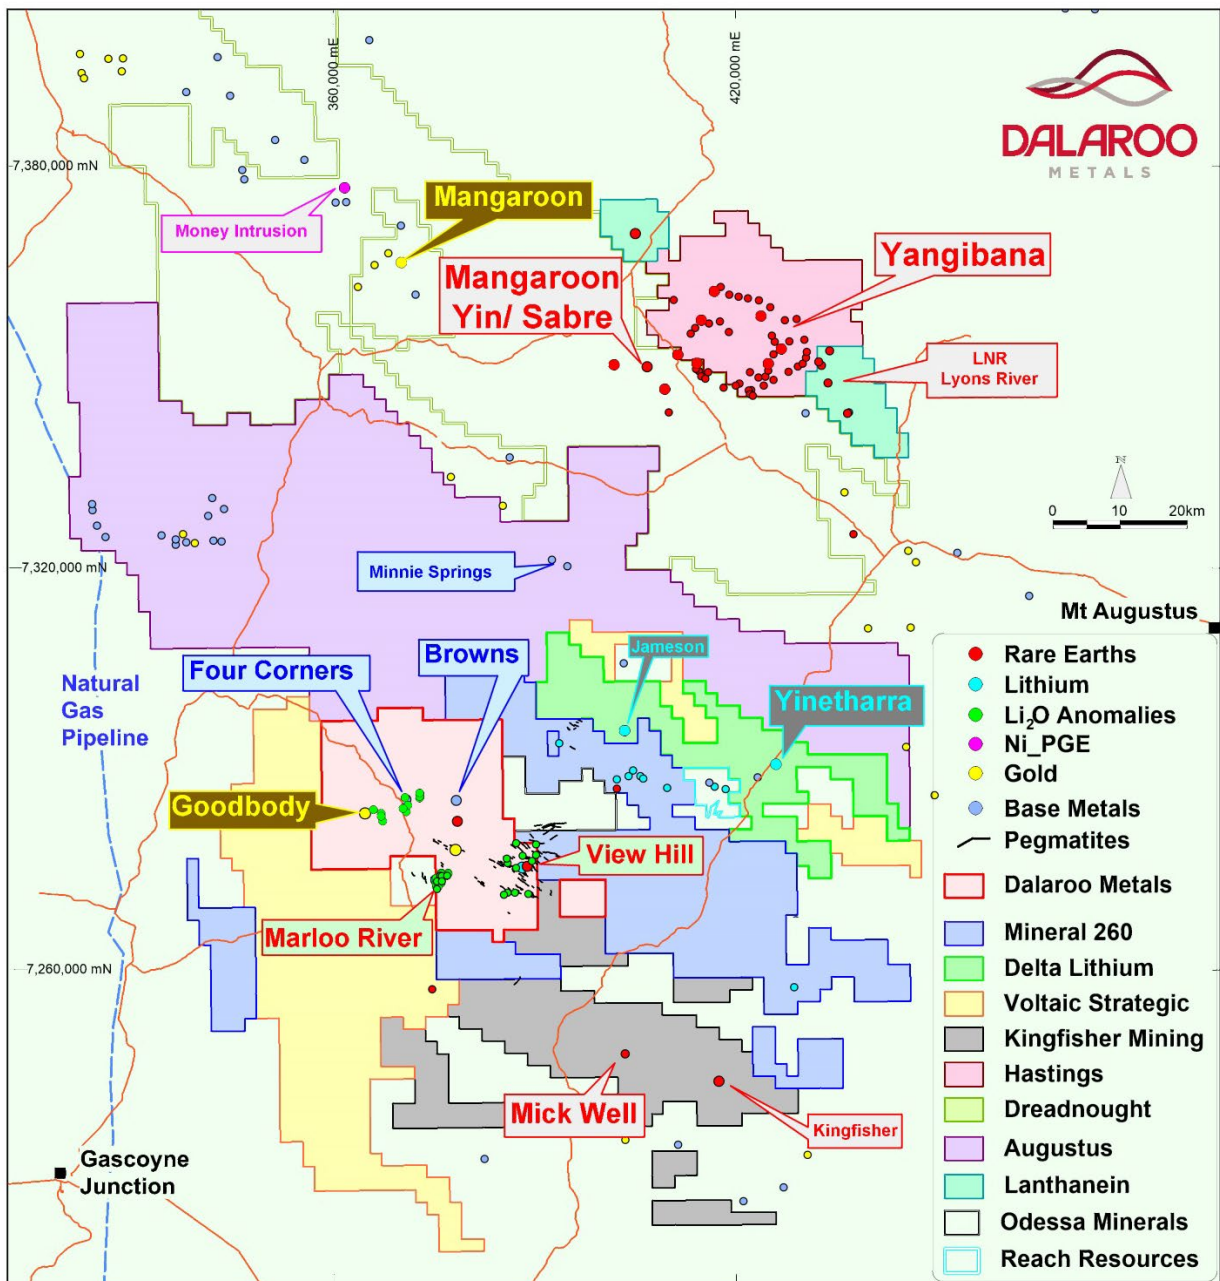 360,000 mE
420,000 mE
DALAROO
METALS
7,380,000 mN
Mangaroon
Money Intrusion
Mangaroon
Yin/ Sabre
Yangibana
LNR
Lyons River
N
0 10 20km
7,320,000 mN
Minnie Springs
Mt Augustus
Four Corners
Browns
Jameson
Yinetharra
Natural
Gas
Pipeline
Goodbody
View Hill
Marloo River
7,260,000 mN
Mick Well
Kingfisher
Gascoyne
Junction
Rare Earths
Lithium
Li₂O Anomalies
Ni_PGE
Gold
Base Metals
Pegmatites
Dalaroo Metals
Mineral 260
Delta Lithium
Voltaic Strategic
Kingfisher Mining
Hastings
Dreadnought
Augustus
Lanthanein
Odessa Minerals
Reach Resources